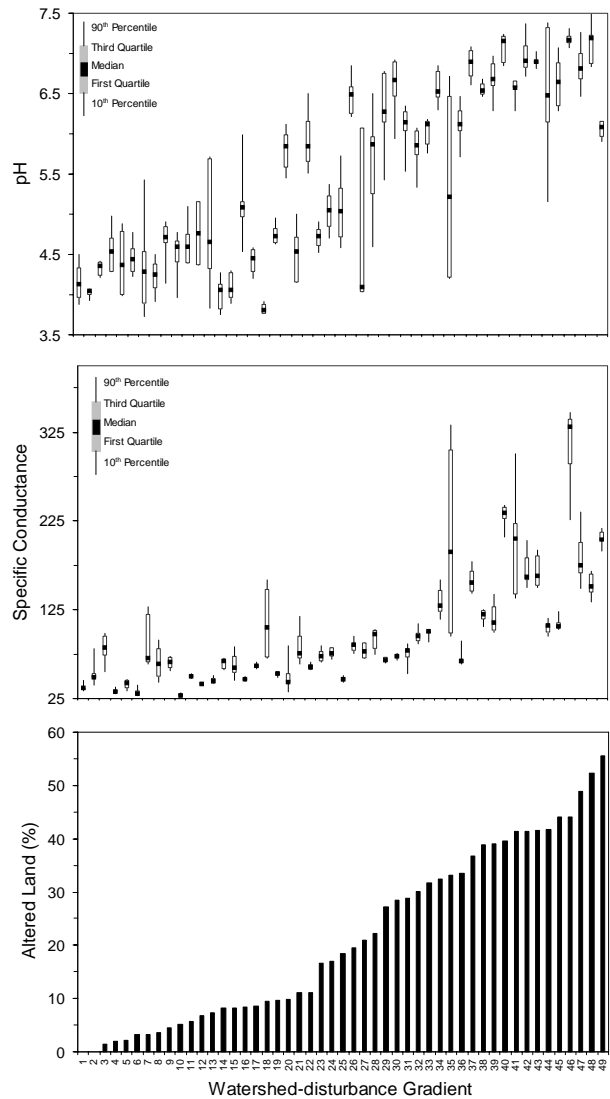 7.5
6.5
5.5
4.5
3.5
pH
90th Percentile
Third Quartile
Median
First Quartile
10th Percentile
325
225
125
25
Specific Conductance
90th Percentile
Third Quartile
Median
First Quartile
10th Percentile
60
50
40
30
20
10
0
Altered Land (%)
1 2 3 4 5 6 7 8 9 10 11 12 13 14 15 16 17 18 19 20 21 22 23 24 25 26 27 28 29 30 31 32 33 34 35 36 37 38 39 40 41 42 43 44 45 46 47 48 49
Watershed-disturbance Gradient